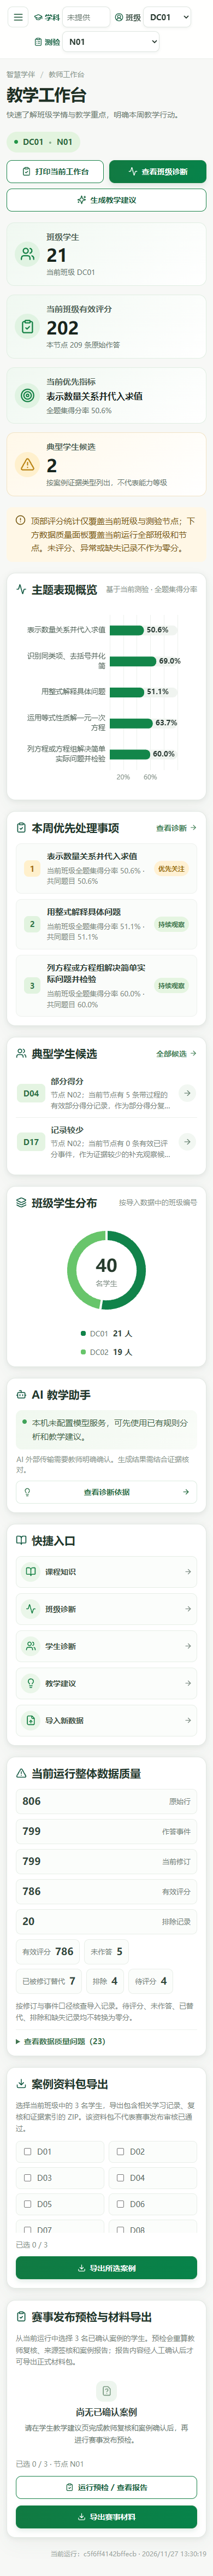 学科 未提供 班级 DC01
测验 N01
智慧学伴 / 教师工作台
教学工作台
快速了解班级学情与教学重点，明确本周教学行动。
DC01 · N01
打印当前工作台 查看班级诊断
生成教学建议
班级学生
21
当前班级 DC01
当前班级有效评分
202
本节点 209 条原始作答
当前优先指标
表示数量关系并代入求值
全题集得分率 50.6%
典型学生候选
2
按案例证据类型列出，不代表能力等级
顶部评分统计仅覆盖当前班级与测验节点；下
方数据质量面板覆盖当前运行全部班级和节
点。未评分、异常或缺失记录不作为零分。
主题表现概览 基于当前测验 · 全题集得分率
表示数量关系并代入求值 50.6%
识别同类项、去括号并化
简 69.0%
用整式解释具体问题 51.1%
运用等式性质解一元一次
方程 63.7%
列方程或方程组解决简单
实际问题并检验 60.0%
20% 60%
本周优先处理事项 查看诊断
1 表示数量关系并代入求值 优先关注
当前班级全题集得分率 50.6% ·
共同题目 50.6%
2 用整式解释具体问题 持续观察
当前班级全题集得分率 51.1% ·
共同题目 51.1%
3 列方程或方程组解决简单实
际问题并检验 持续观察
当前班级全题集得分率 60.0% ·
共同题目 60.0%
典型学生候选 全部候选
D04 部分得分
节点 N02：当前节点有 5 条带过程的
有效部分得分记录，作为部分得分复...
D17 记录较少
节点 N02：当前节点有 0 条有效已评
分事件，作为证据较少的补充观察候...
班级学生分布 按导入数据中的班级编号
40
名学生
DC01 21 人
DC02 19 人
AI 教学助手
本机未配置模型服务，可先使用已有规则分
析和教学建议。
AI 外部传输需要教师明确确认。生成结果需结合证据核
对。
查看诊断依据
快捷入口
课程知识
班级诊断
学生诊断
教学建议
导入新数据
当前运行整体数据质量
806 原始行
799 作答事件
799 当前修订
786 有效评分
20 排除记录
有效评分 786 未作答 5
已被修订替代 7 排除 4 待评分 4
按修订与事件口径核查导入记录。待评分、未作答、已替
代、排除和缺失记录均不转换为零分。
查看数据质量问题（23）
案例资料包导出
选择当前班级中的 3 名学生，导出包含相关学习记录、复
核和证据索引的 ZIP。该资料包不代表赛事发布审核已通
过。
D01 D02
D03 D04
D05 D06
D07 D08
已选 0 / 3
导出所选案例
赛事发布预检与材料导出
从当前运行中选择 3 名已确认案例的学生。预检会重算教
师复核、来源签核和案例报告；报告内容经人工确认后才
可导出正式材料包。
尚无已确认案例
请在学生教学建议页完成教师复核和案例确认后，再
进行赛事发布预检。
已选 0 / 3 · 节点 N01
运行预检 / 查看报告
导出赛事材料
当前运行：c5f6ff4142bffecb · 2026/11/27 13:30:19